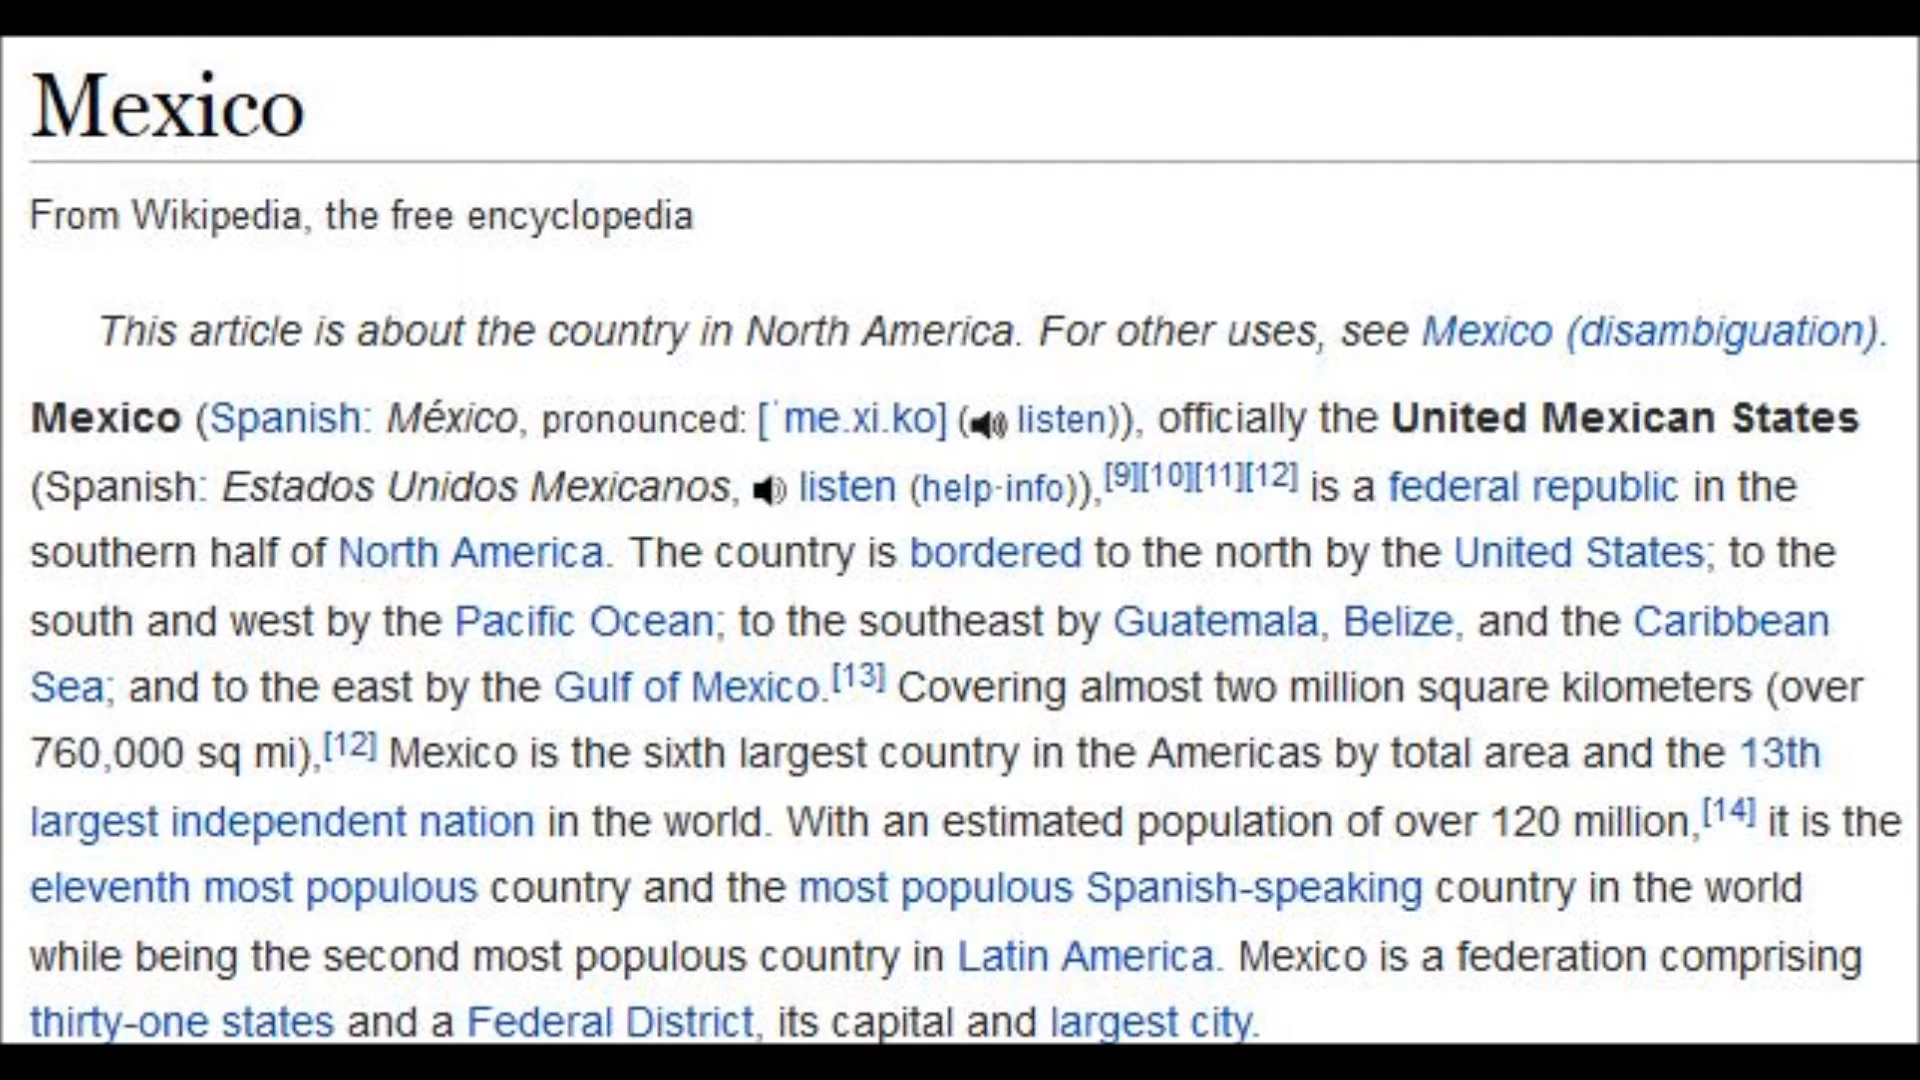 Mexico
From Wikipedia, the free encyclopedia
This article is about the country in North America. For other uses, see Mexico (disambiguation).
Mexico (Spanish: México, pronounced: [ˈme.xi.ko] (listen)), officially the United Mexican States
(Spanish: Estados Unidos Mexicanos, listen (help·info)),[9][10][11][12] is a federal republic in the
southern half of North America. The country is bordered to the north by the United States; to the
south and west by the Pacific Ocean; to the southeast by Guatemala, Belize, and the Caribbean
Sea; and to the east by the Gulf of Mexico.[13] Covering almost two million square kilometers (over
760,000 sq mi),[12] Mexico is the sixth largest country in the Americas by total area and the 13th
largest independent nation in the world. With an estimated population of over 120 million,[14] it is the
eleventh most populous country and the most populous Spanish-speaking country in the world
while being the second most populous country in Latin America. Mexico is a federation comprising
thirty-one states and a Federal District, its capital and largest city.